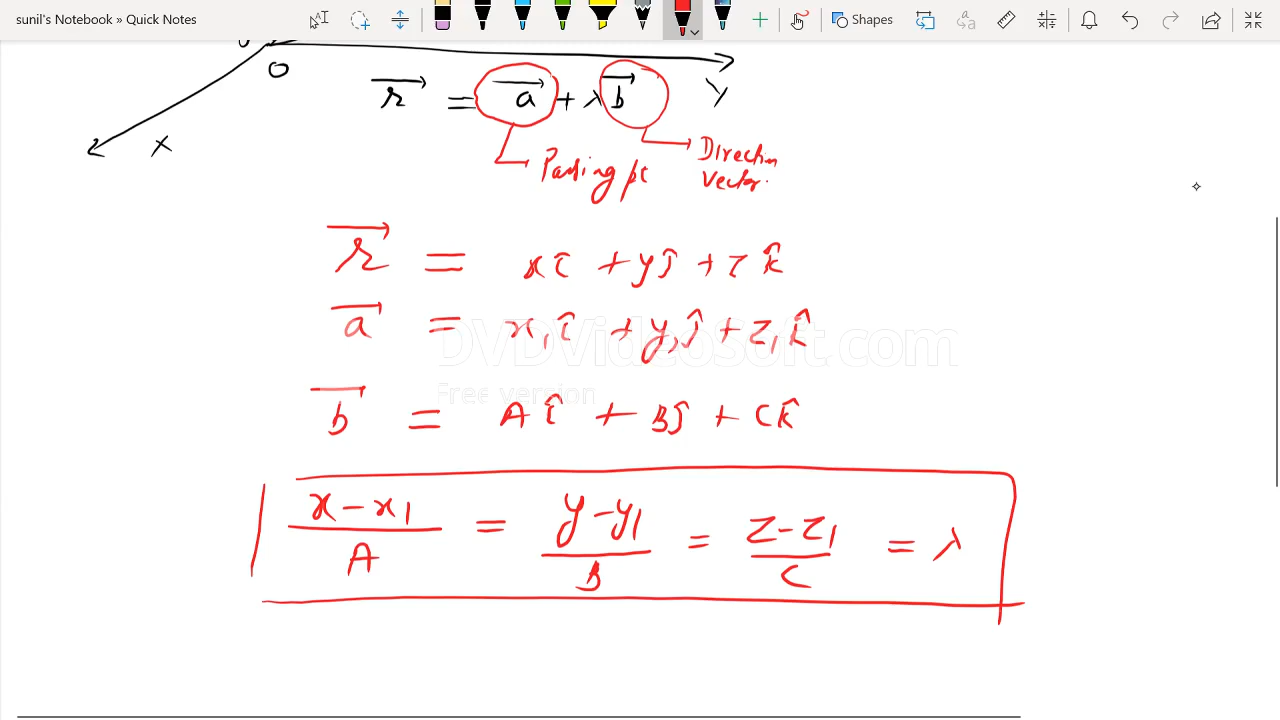 sunil's Notebook » Quick Notes
Shapes
O
X
Y
r⃗ = a⃗ + λ b⃗
Passing pt
Direction
Vector.
r⃗ = xî + yĵ + zk̂
a⃗ = x₁î + y₁ĵ + z₁k̂
DVDVideoSoft.com
Free version
b⃗ = Aî + Bĵ + Ck̂
(x − x₁)/A = (y − y₁)/B = (z − z₁)/C = λ